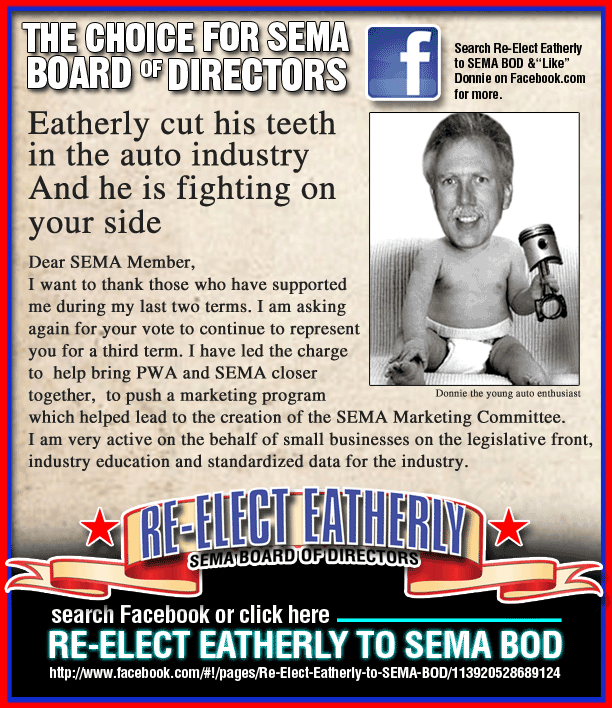 THE CHOICE FOR SEMA
BOARD OF DIRECTORS
f
Search Re-Elect Eatherly
to SEMA BOD &“Like”
Donnie on Facebook.com
for more.
Eatherly cut his teeth
in the auto industry
And he is fighting on
your side
Dear SEMA Member,
I want to thank those who have supported
me during my last two terms. I am asking
again for your vote to continue to represent
you for a third term. I have led the charge
to help bring PWA and SEMA closer
together, to push a marketing program
which helped lead to the creation of the SEMA Marketing Committee.
I am very active on the behalf of small businesses on the legislative front,
industry education and standardized data for the industry.
Donnie the young auto enthusiast
RE-ELECT EATHERLY
SEMA BOARD OF DIRECTORS
search Facebook or click here
RE-ELECT EATHERLY TO SEMA BOD
http://www.facebook.com/#!/pages/Re-Elect-Eatherly-to-SEMA-BOD/113920528689124